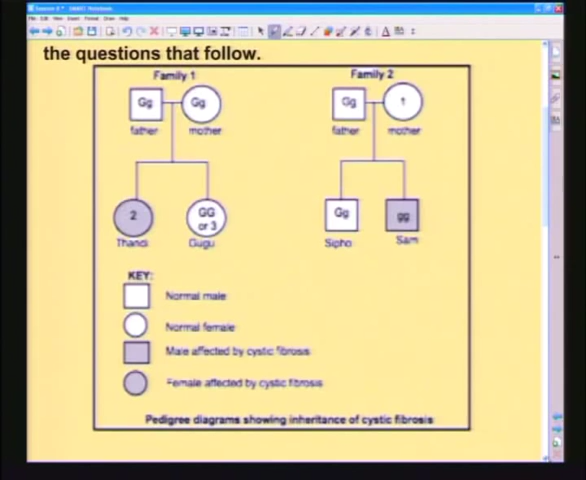 the questions that follow.
Family 1
Family 2
Gg
Gg
Gg
1
father
mother
father
mother
2
GG
or 3
Gg
gg
Thandi
Gugu
Sipho
Sam
KEY:
Normal male
Normal female
Male affected by cystic fibrosis
Female affected by cystic fibrosis
Pedigree diagrams showing inheritance of cystic fibrosis